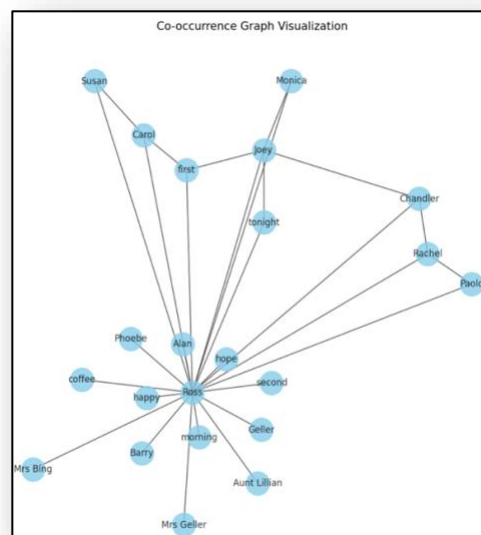 Co-occurrence Graph Visualization
Susan
Monica
Carol
Joey
first
Chandler
tonight
Rachel
Paolo
Phoebe
Alan
hope
coffee
second
happy
Ross
Geller
morning
Barry
Mrs Bing
Aunt Lillian
Mrs Geller